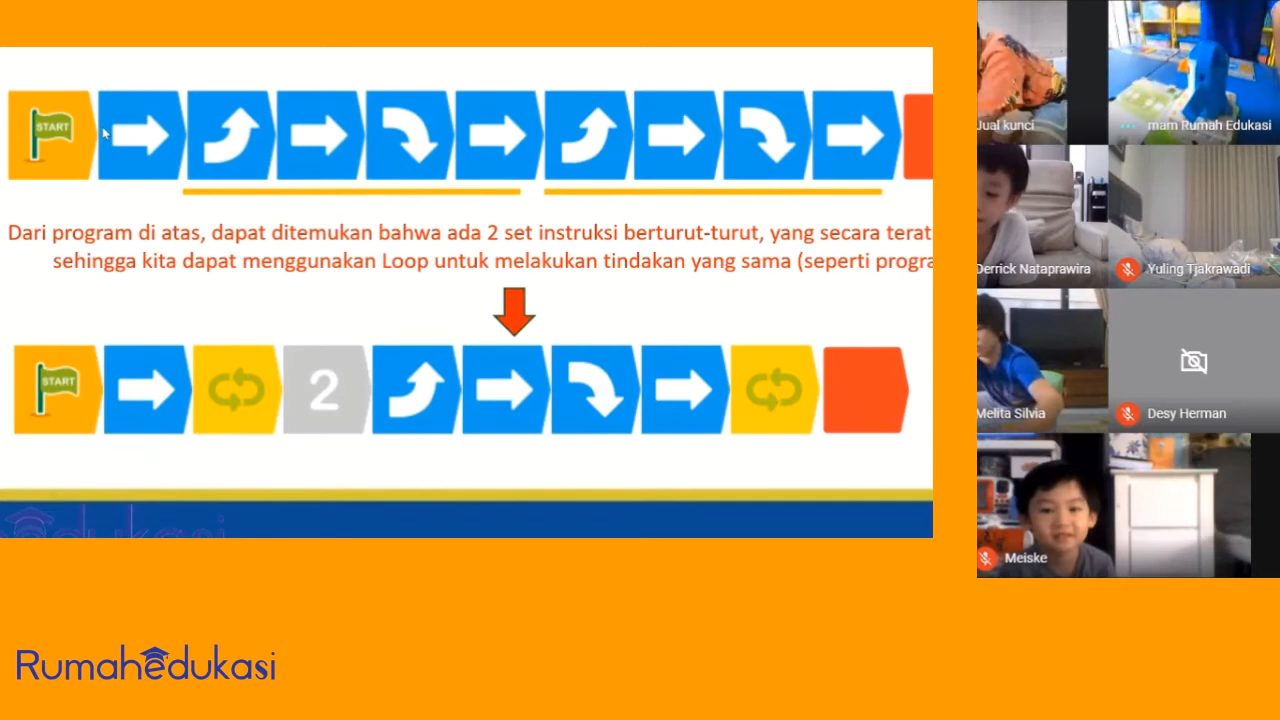 START
Dari program di atas, dapat ditemukan bahwa ada 2 set instruksi berturut-turut, yang secara terat
sehingga kita dapat menggunakan Loop untuk melakukan tindakan yang sama (seperti progra
START
2
edukasi
RumahEdukasi
Jual kunci
mam Rumah Edukasi
Derrick Nataprawira
Yuling Tjakrawadi
Melita Silvia
Desy Herman
Meiske